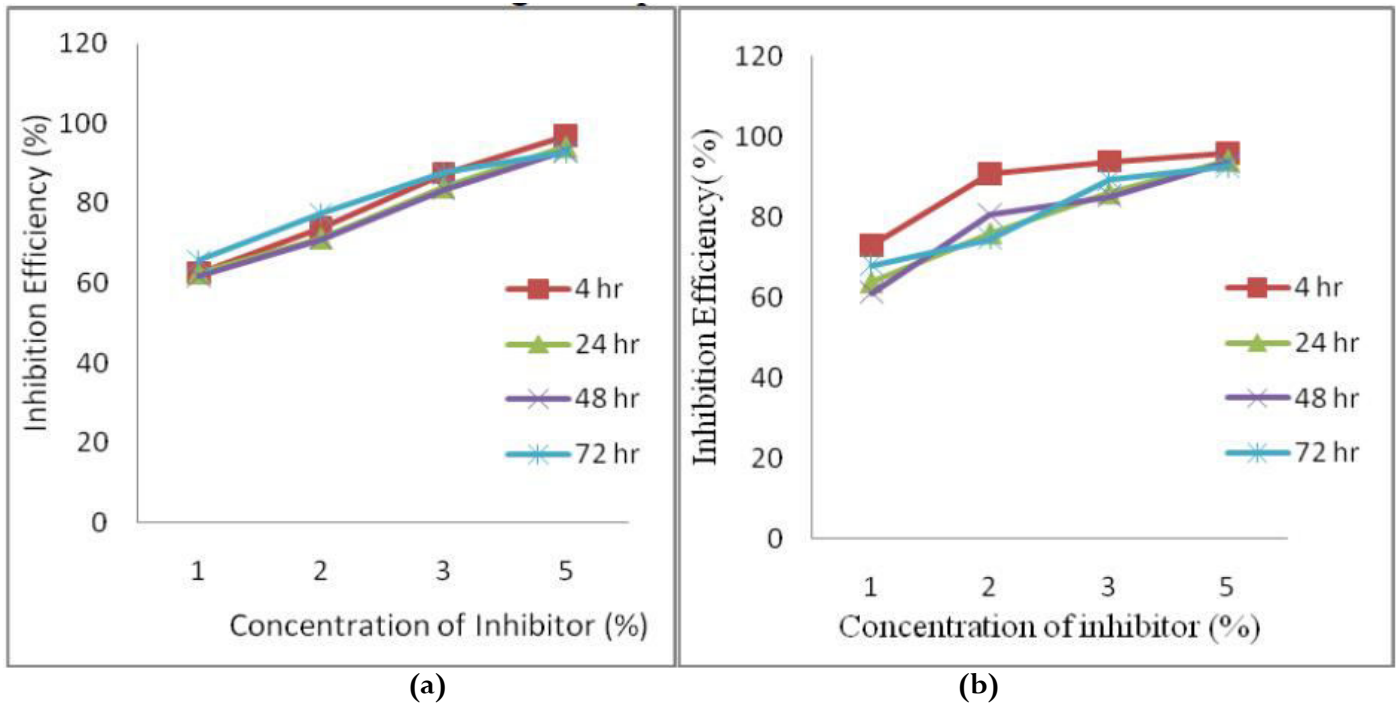 120
100
80
60
40
20
0
Inhibition Efficiency (%)
4 hr
24 hr
48 hr
72 hr
1 2 3 5
Concentration of Inhibitor (%)
(a)
120
100
80
60
40
20
0
Inhibition Efficiency( %)
4 hr
24 hr
48 hr
72 hr
1 2 3 5
Concentration of inhibitor (%)
(b)